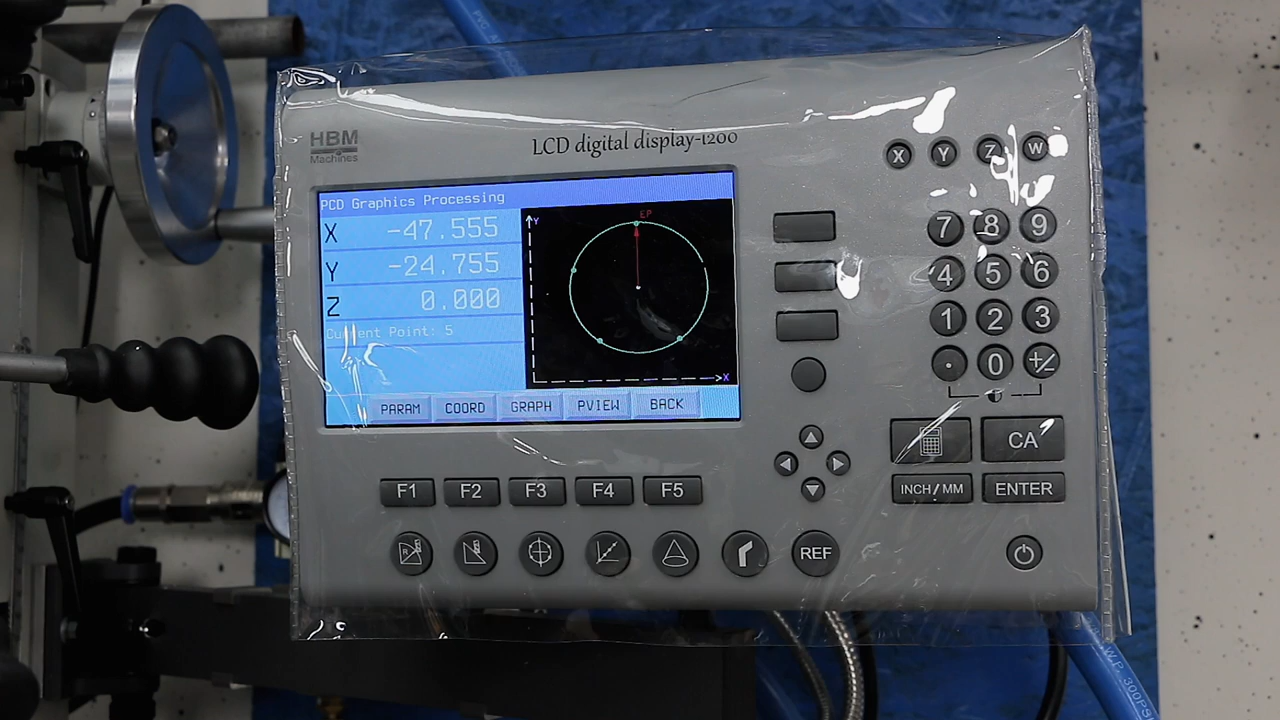 HBM
Machines
LCD digital display-1200
X Y Z W
PCD Graphics Processing
X -47.555
Y -24.755
Z 0.000
Current Point: 5
EP
Y
X
PARAM COORD GRAPH PVIEW BACK
7 8 9
4 5 6
1 2 3
. 0 +/-
CA
INCH/MM ENTER
F1 F2 F3 F4 F5
R
REF
W.P. 300PS